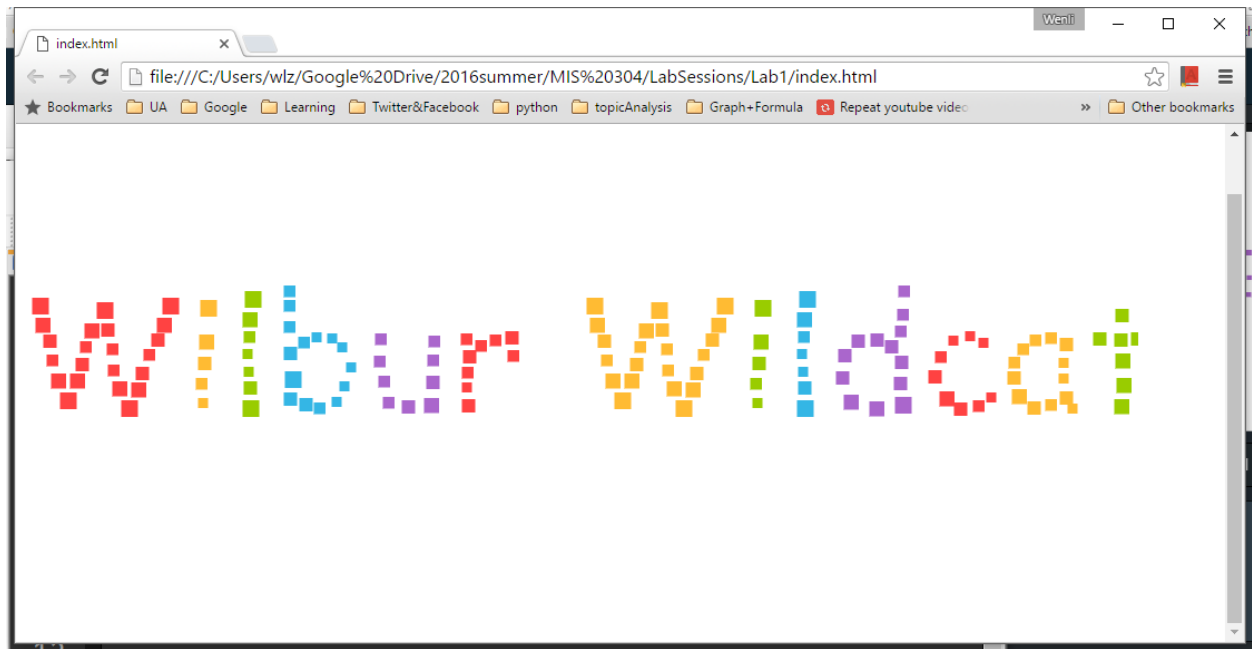 Wenli
index.html
file:///C:/Users/wlz/Google%20Drive/2016summer/MIS%20304/LabSessions/Lab1/index.html
Bookmarks UA Google Learning Twitter&Facebook python topicAnalysis Graph+Formula Repeat youtube video » Other bookmarks
Wilbur Wildcat